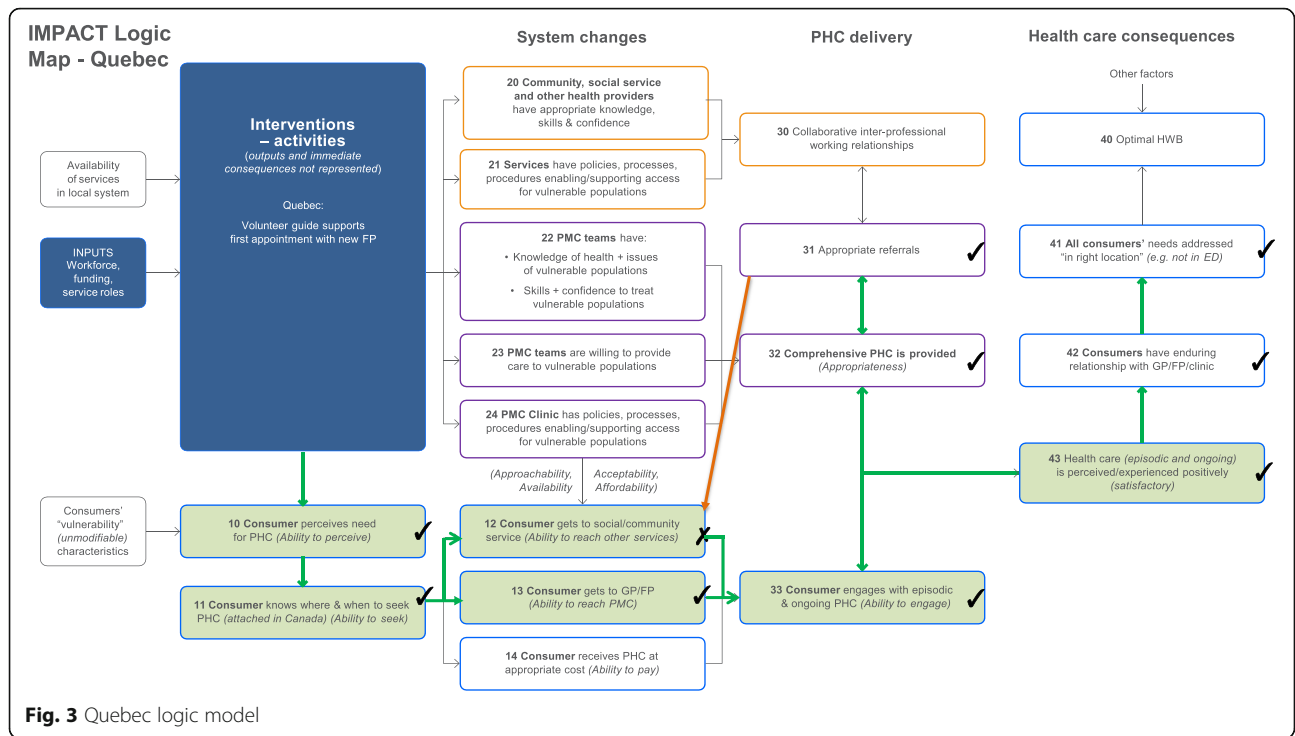 IMPACT Logic
Map - Quebec
System changes
PHC delivery
Health care consequences
Availability
of services
in local system
INPUTS
Workforce,
funding,
service roles
Consumers'
“vulnerability”
(unmodifiable)
characteristics
Interventions
– activities
(outputs and immediate
consequences not represented)
Quebec:
Volunteer guide supports
first appointment with new FP
10 Consumer perceives need
for PHC (Ability to perceive)
✓
11 Consumer knows where & when to seek
PHC (attached in Canada) (Ability to seek)
✓
20 Community, social service
and other health providers
have appropriate knowledge,
skills & confidence
21 Services have policies, processes,
procedures enabling/supporting access
for vulnerable populations
22 PMC teams have:
• Knowledge of health + issues
of vulnerable populations
• Skills + confidence to treat
vulnerable populations
23 PMC teams are willing to provide
care to vulnerable populations
24 PMC Clinic has policies, processes,
procedures enabling/supporting access
for vulnerable populations
(Approachability, Acceptability,
Availability Affordability)
12 Consumer gets to social/community
service (Ability to reach other services)
✗
13 Consumer gets to GP/FP
(Ability to reach PMC)
✓
14 Consumer receives PHC at
appropriate cost (Ability to pay)
30 Collaborative inter-professional
working relationships
31 Appropriate referrals
✓
32 Comprehensive PHC is provided
(Appropriateness)
✓
33 Consumer engages with episodic
& ongoing PHC (Ability to engage)
✓
Other factors
40 Optimal HWB
41 All consumers’ needs addressed
“in right location” (e.g. not in ED)
✓
42 Consumers have enduring
relationship with GP/FP/clinic
✓
43 Health care (episodic and ongoing)
is perceived/experienced positively
(satisfactory)
✓
Fig. 3 Quebec logic model